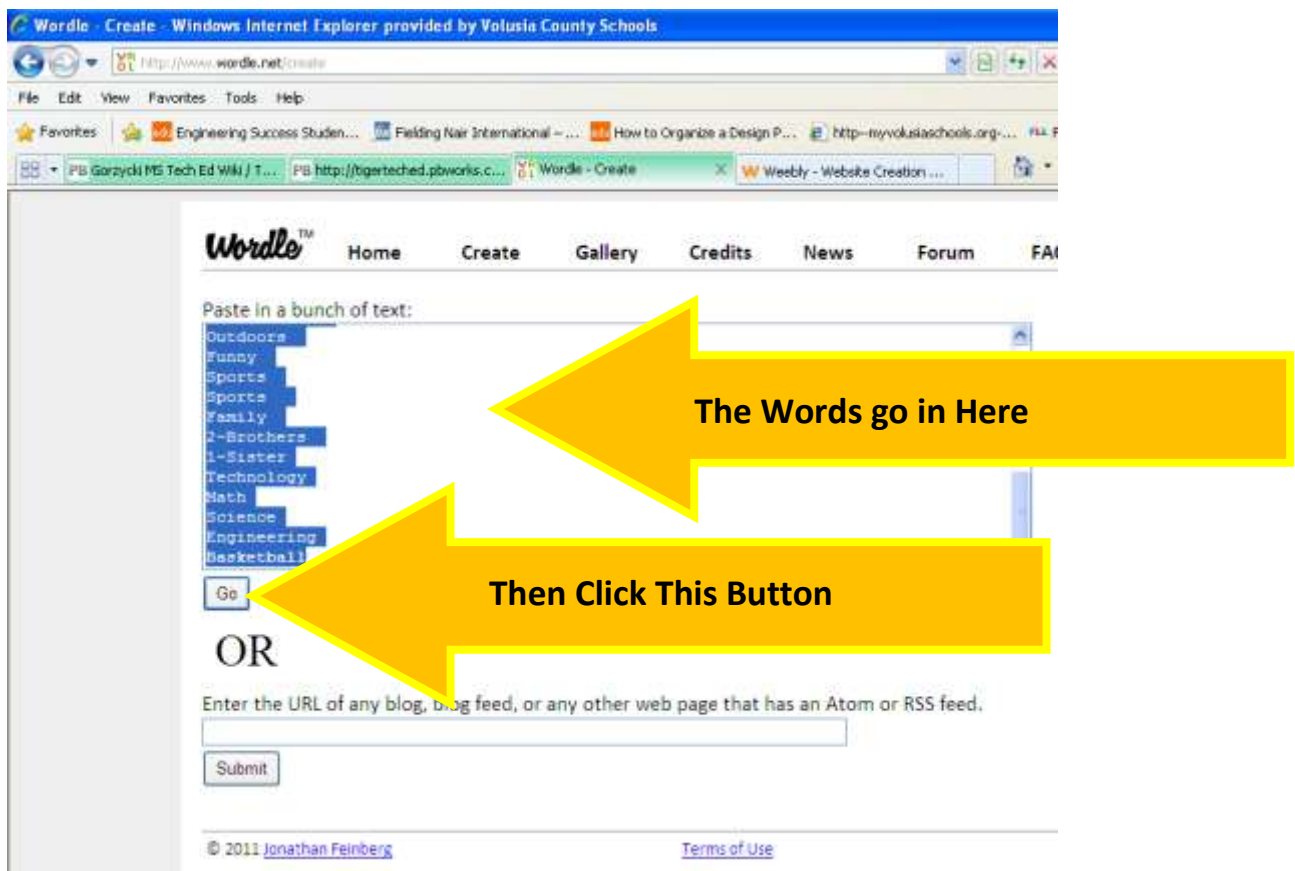 Wordle - Create - Windows Internet Explorer provided by Volusia County Schools
http://www.wordle.net/create
File Edit View Favorites Tools Help
Favorites Engineering Success Studen... Fielding Nair International – ... How to Organize a Design P... http--myvolusiaschools.org-...
PB Gorzycki MS Tech Ed Wiki / T... PB http://tigerteched.pbworks.c... Wordle - Create X W Weebly - Website Creation ...
Wordle™ Home Create Gallery Credits News Forum FA
Paste in a bunch of text:
Outdoors
Funny
Sports
Sports
Family
2-Brothers
1-Sister
Technology
Math
Science
Engineering
Basketball
The Words go in Here
Go
Then Click This Button
OR
Enter the URL of any blog, blog feed, or any other web page that has an Atom or RSS feed.
Submit
© 2011 Jonathan Feinberg Terms of Use